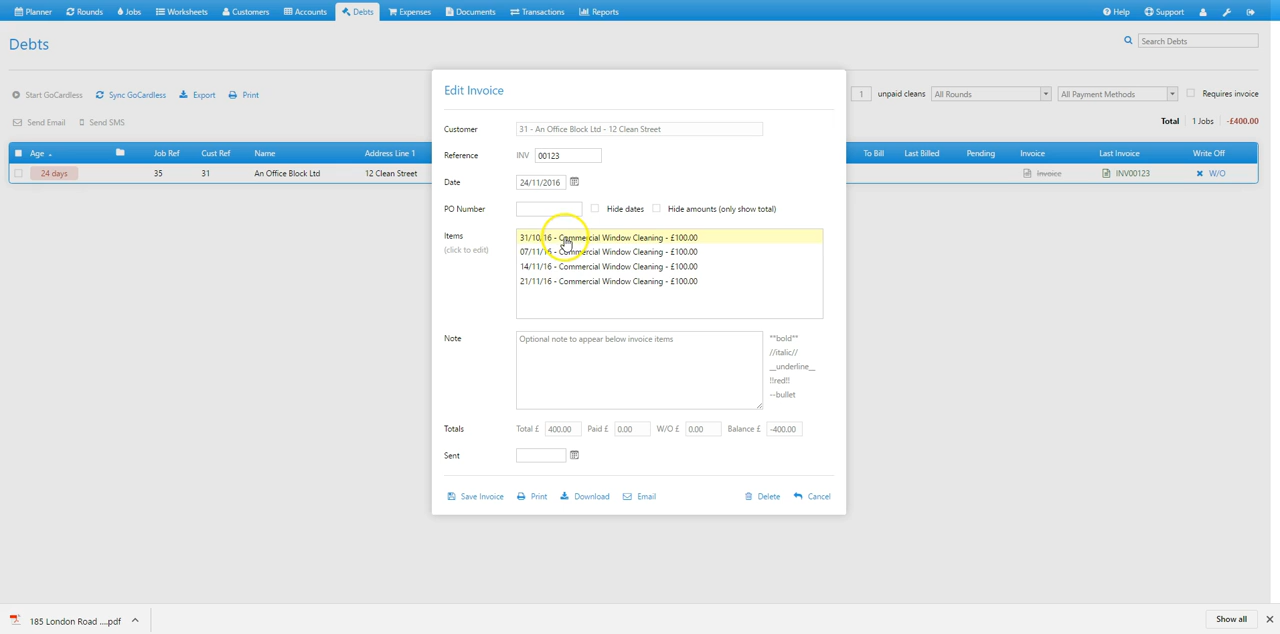 Planner Rounds Jobs Worksheets Customers Accounts Debts Expenses Documents Transactions Reports Help Support
Debts
Search Debts
Start GoCardless Sync GoCardless Export Print
1 unpaid cleans All Rounds All Payment Methods Requires invoice
Send Email Send SMS
Total 1 Jobs -£400.00
Age Job Ref Cust Ref Name Address Line 1 To Bill Last Billed Pending Invoice Last Invoice Write Off
24 days 35 31 An Office Block Ltd 12 Clean Street Invoice INV00123 W/O
Edit Invoice
Customer 31 - An Office Block Ltd - 12 Clean Street
Reference INV 00123
Date 24/11/2016
PO Number Hide dates Hide amounts (only show total)
Items
(click to edit)
31/10/16 - Commercial Window Cleaning - £100.00
07/11/16 - Commercial Window Cleaning - £100.00
14/11/16 - Commercial Window Cleaning - £100.00
21/11/16 - Commercial Window Cleaning - £100.00
Note Optional note to appear below invoice items
**bold**
//italic//
__underline__
!!red!!
--bullet
Totals Total £ 400.00 Paid £ 0.00 W/O £ 0.00 Balance £ -400.00
Sent
Save Invoice Print Download Email Delete Cancel
185 London Road ....pdf Show all